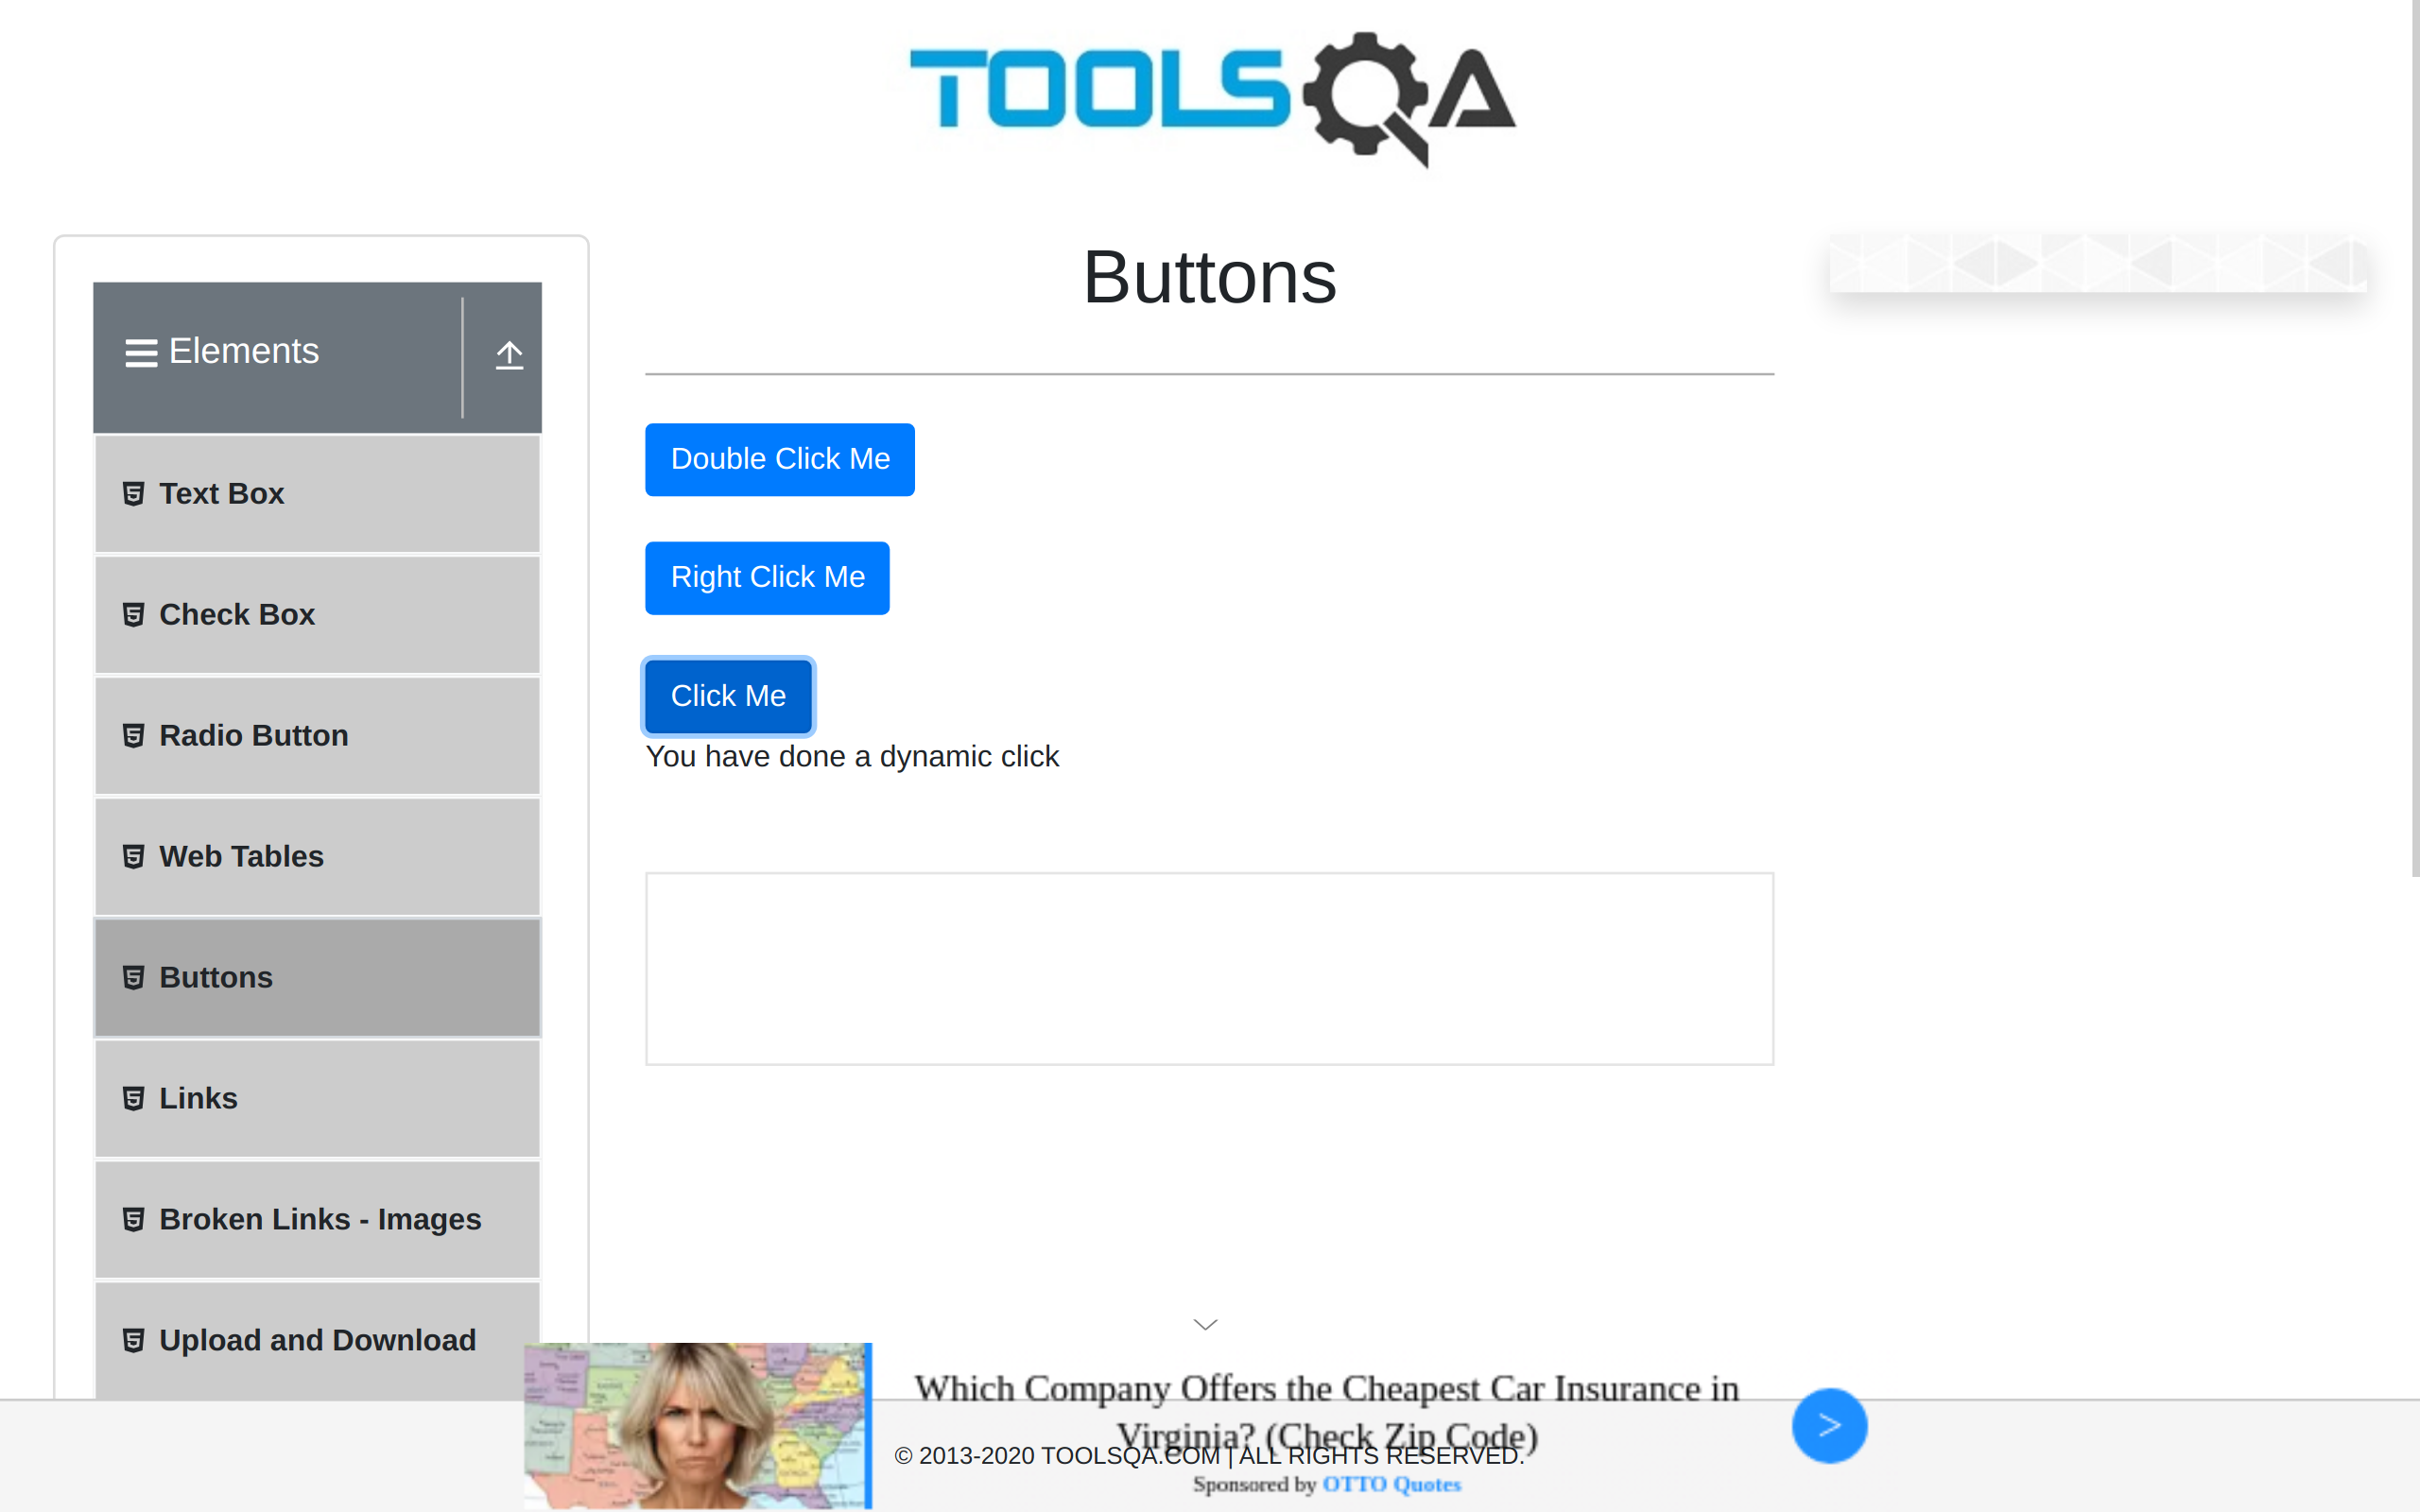 TOOLSQA
Buttons
Elements
Text Box
Check Box
Radio Button
Web Tables
Buttons
Links
Broken Links - Images
Upload and Download
Double Click Me
Right Click Me
Click Me
You have done a dynamic click
Which Company Offers the Cheapest Car Insurance in
Virginia? (Check Zip Code)
© 2013-2020 TOOLSQA.COM | ALL RIGHTS RESERVED.
Sponsored by OTTO Quotes
>